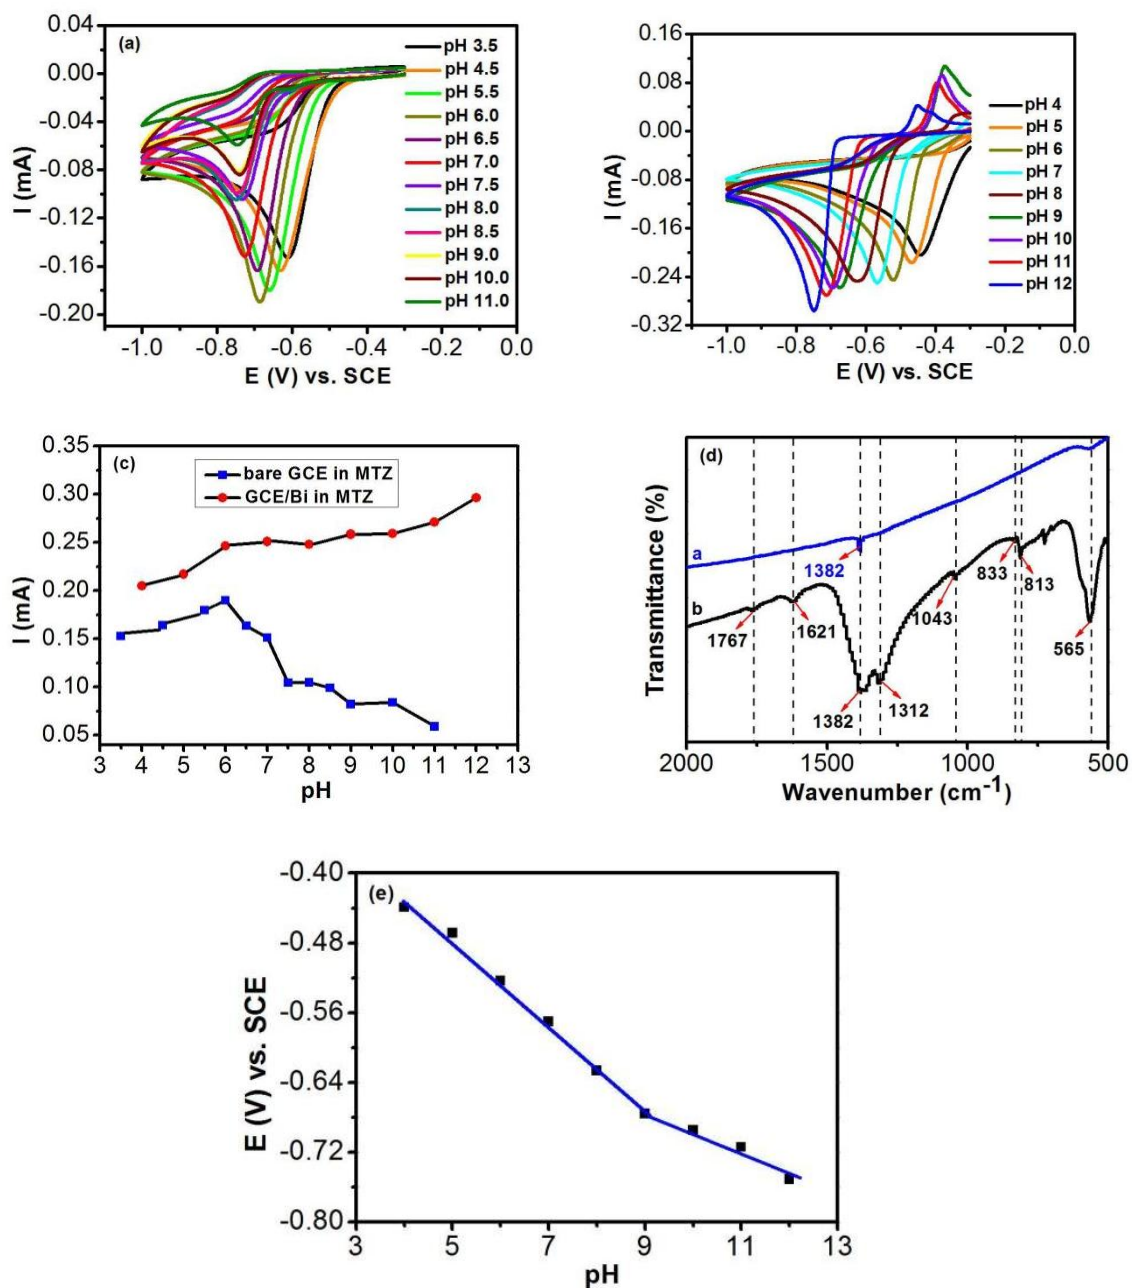 (a)
pH 3.5
pH 4.5
pH 5.5
pH 6.0
pH 6.5
pH 7.0
pH 7.5
pH 8.0
pH 8.5
pH 9.0
pH 10.0
pH 11.0
0.04
0.00
-0.04
-0.08
-0.12
-0.16
-0.20
I (mA)
-1.0 -0.8 -0.6 -0.4 -0.2 0.0
E (V) vs. SCE
pH 4
pH 5
pH 6
pH 7
pH 8
pH 9
pH 10
pH 11
pH 12
0.16
0.08
0.00
-0.08
-0.16
-0.24
-0.32
I (mA)
-1.0 -0.8 -0.6 -0.4 -0.2 0.0
E (V) vs. SCE
(c)
bare GCE in MTZ
GCE/Bi in MTZ
0.35
0.30
0.25
0.20
0.15
0.10
0.05
I (mA)
3 4 5 6 7 8 9 10 11 12 13
pH
(d)
Transmittance (%)
a
1382
b
1767
1621
1382
1312
1043
833
813
565
2000 1500 1000 500
Wavenumber (cm-1)
(e)
-0.40
-0.48
-0.56
-0.64
-0.72
-0.80
E (V) vs. SCE
3 5 7 9 11 13
pH